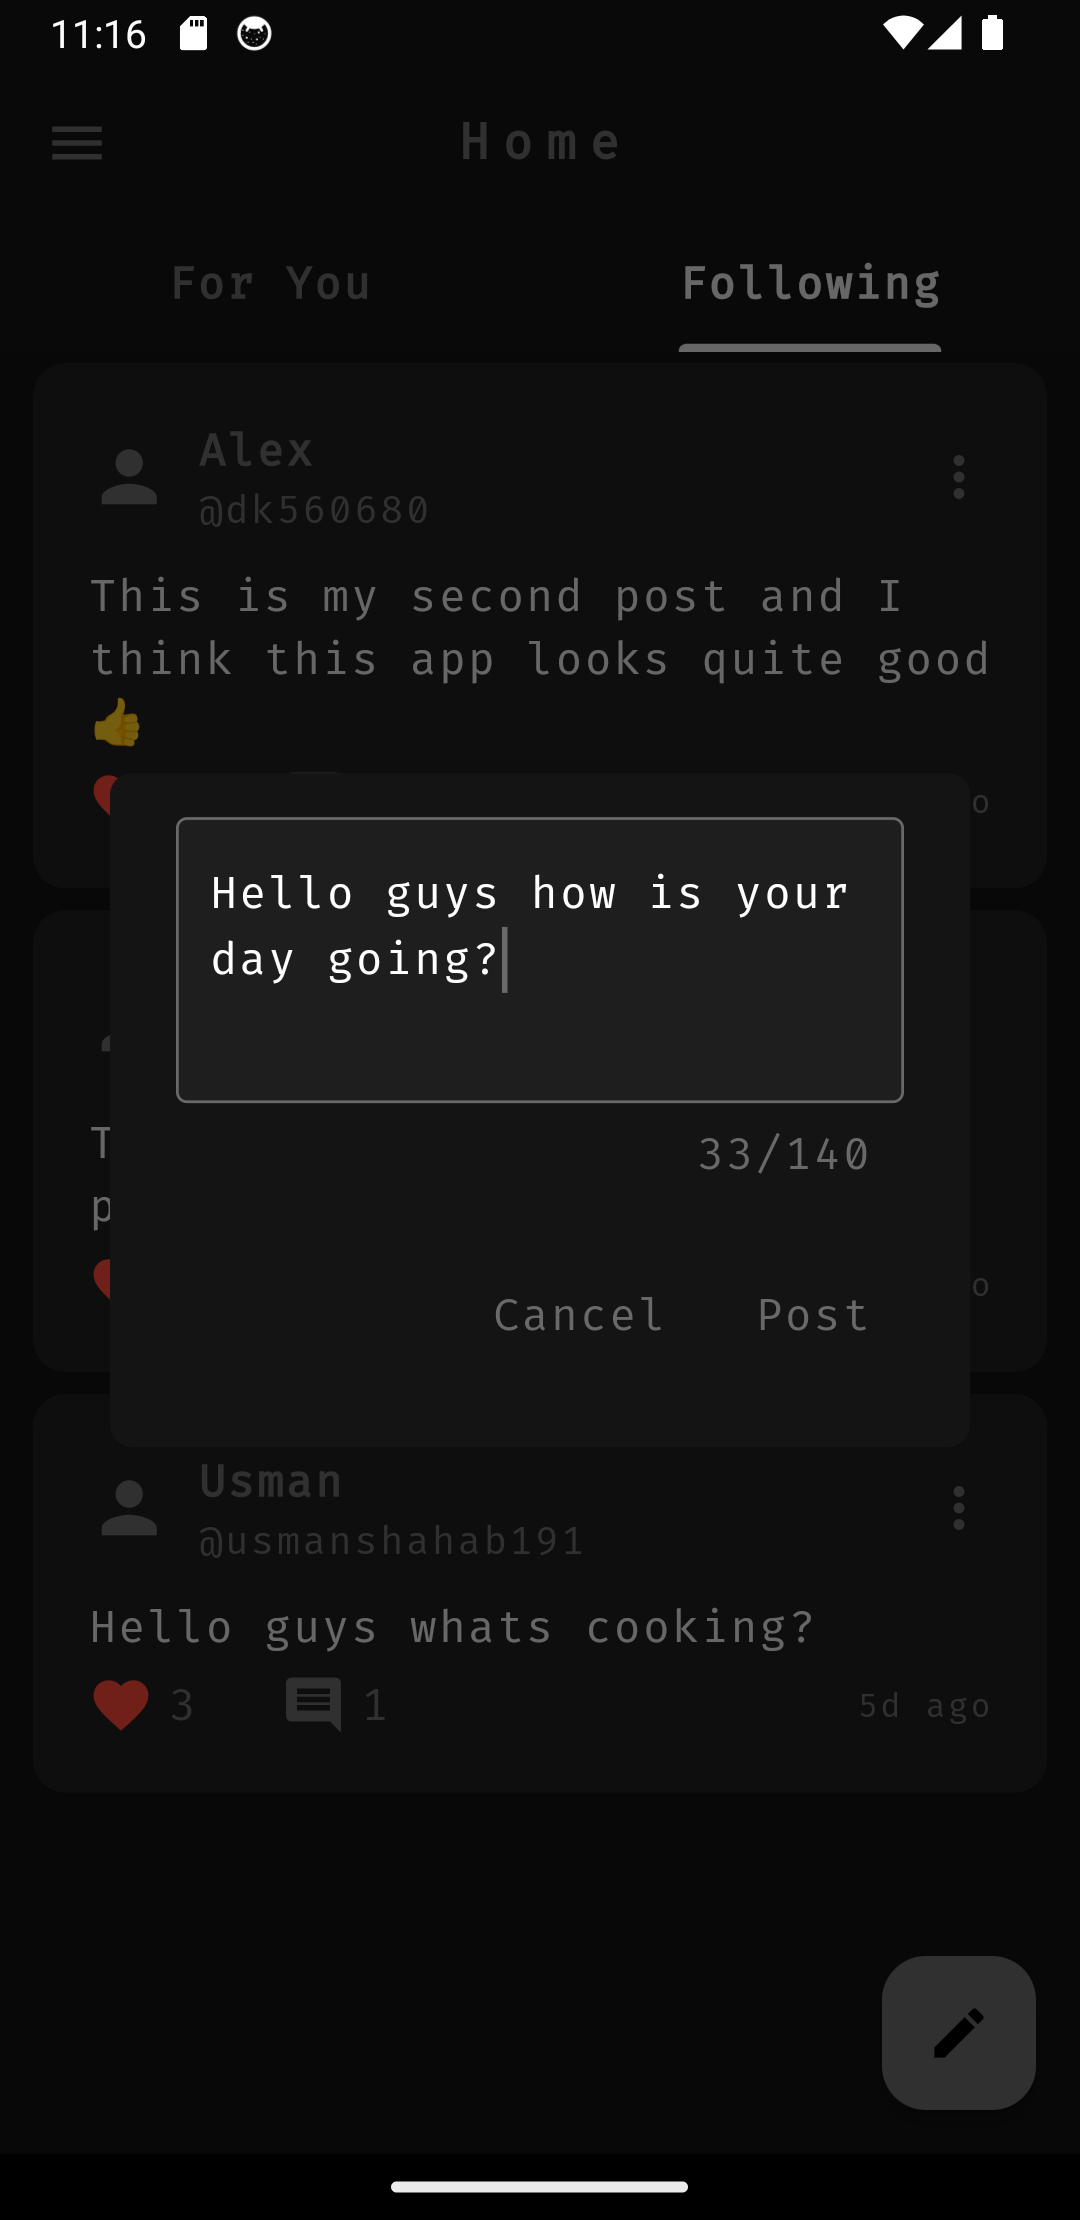 11:16
Home
For You Following
Alex
@dk560680
This is my second post and I
think this app looks quite good
👍
o
Hello guys how is your
day going?
33/140
T
p
o
Cancel Post
Usman
@usmanshahab191
Hello guys whats cooking?
3 1 5d ago